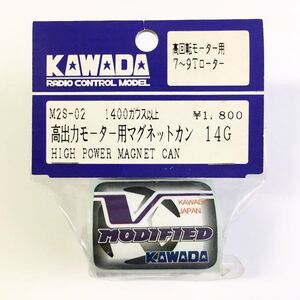 KAWADA
RADIO CONTROL MODEL
高回転モーター用
7〜9Tローター
M2S-02 1400ガウス以上 ¥1,800
高出力モーター用マグネットカン 14G
HIGH POWER MAGNET CAN
KAWADA
JAPAN
V
MODIFIED
KAWADA